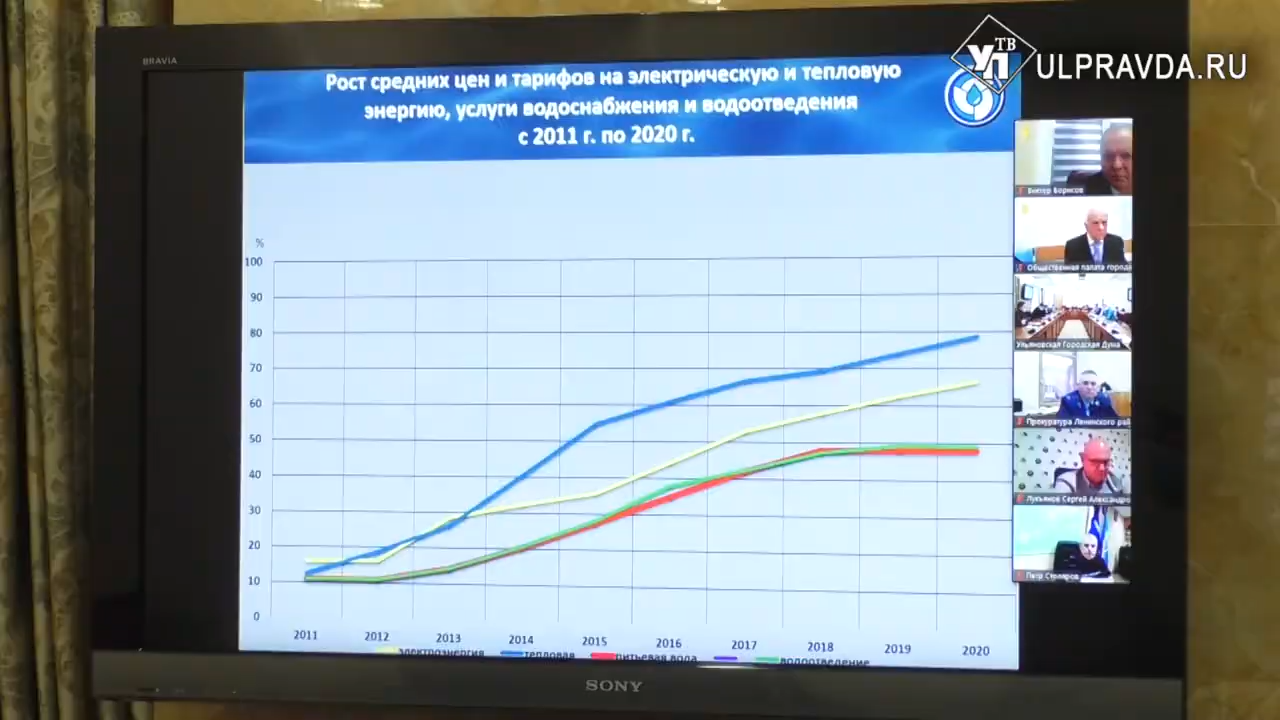 BRAVIA
УП
ТВ
ULPRAVDA.RU
Рост средних цен и тарифов на электрическую и тепловую
энергию, услуги водоснабжения и водоотведения
с 2011 г. по 2020 г.
%
100
90
80
70
60
50
40
30
20
10
0
2011 2012 2013 2014 2015 2016 2017 2018 2019 2020
электроэнергия тепловая питьевая вода водоотведение
Виктор Борисов
Общественная палата город
Ульяновская Городская Дума
Прокуратура Ленинского рай
Лукьянов Сергей Александро
Петр Столяров
SONY